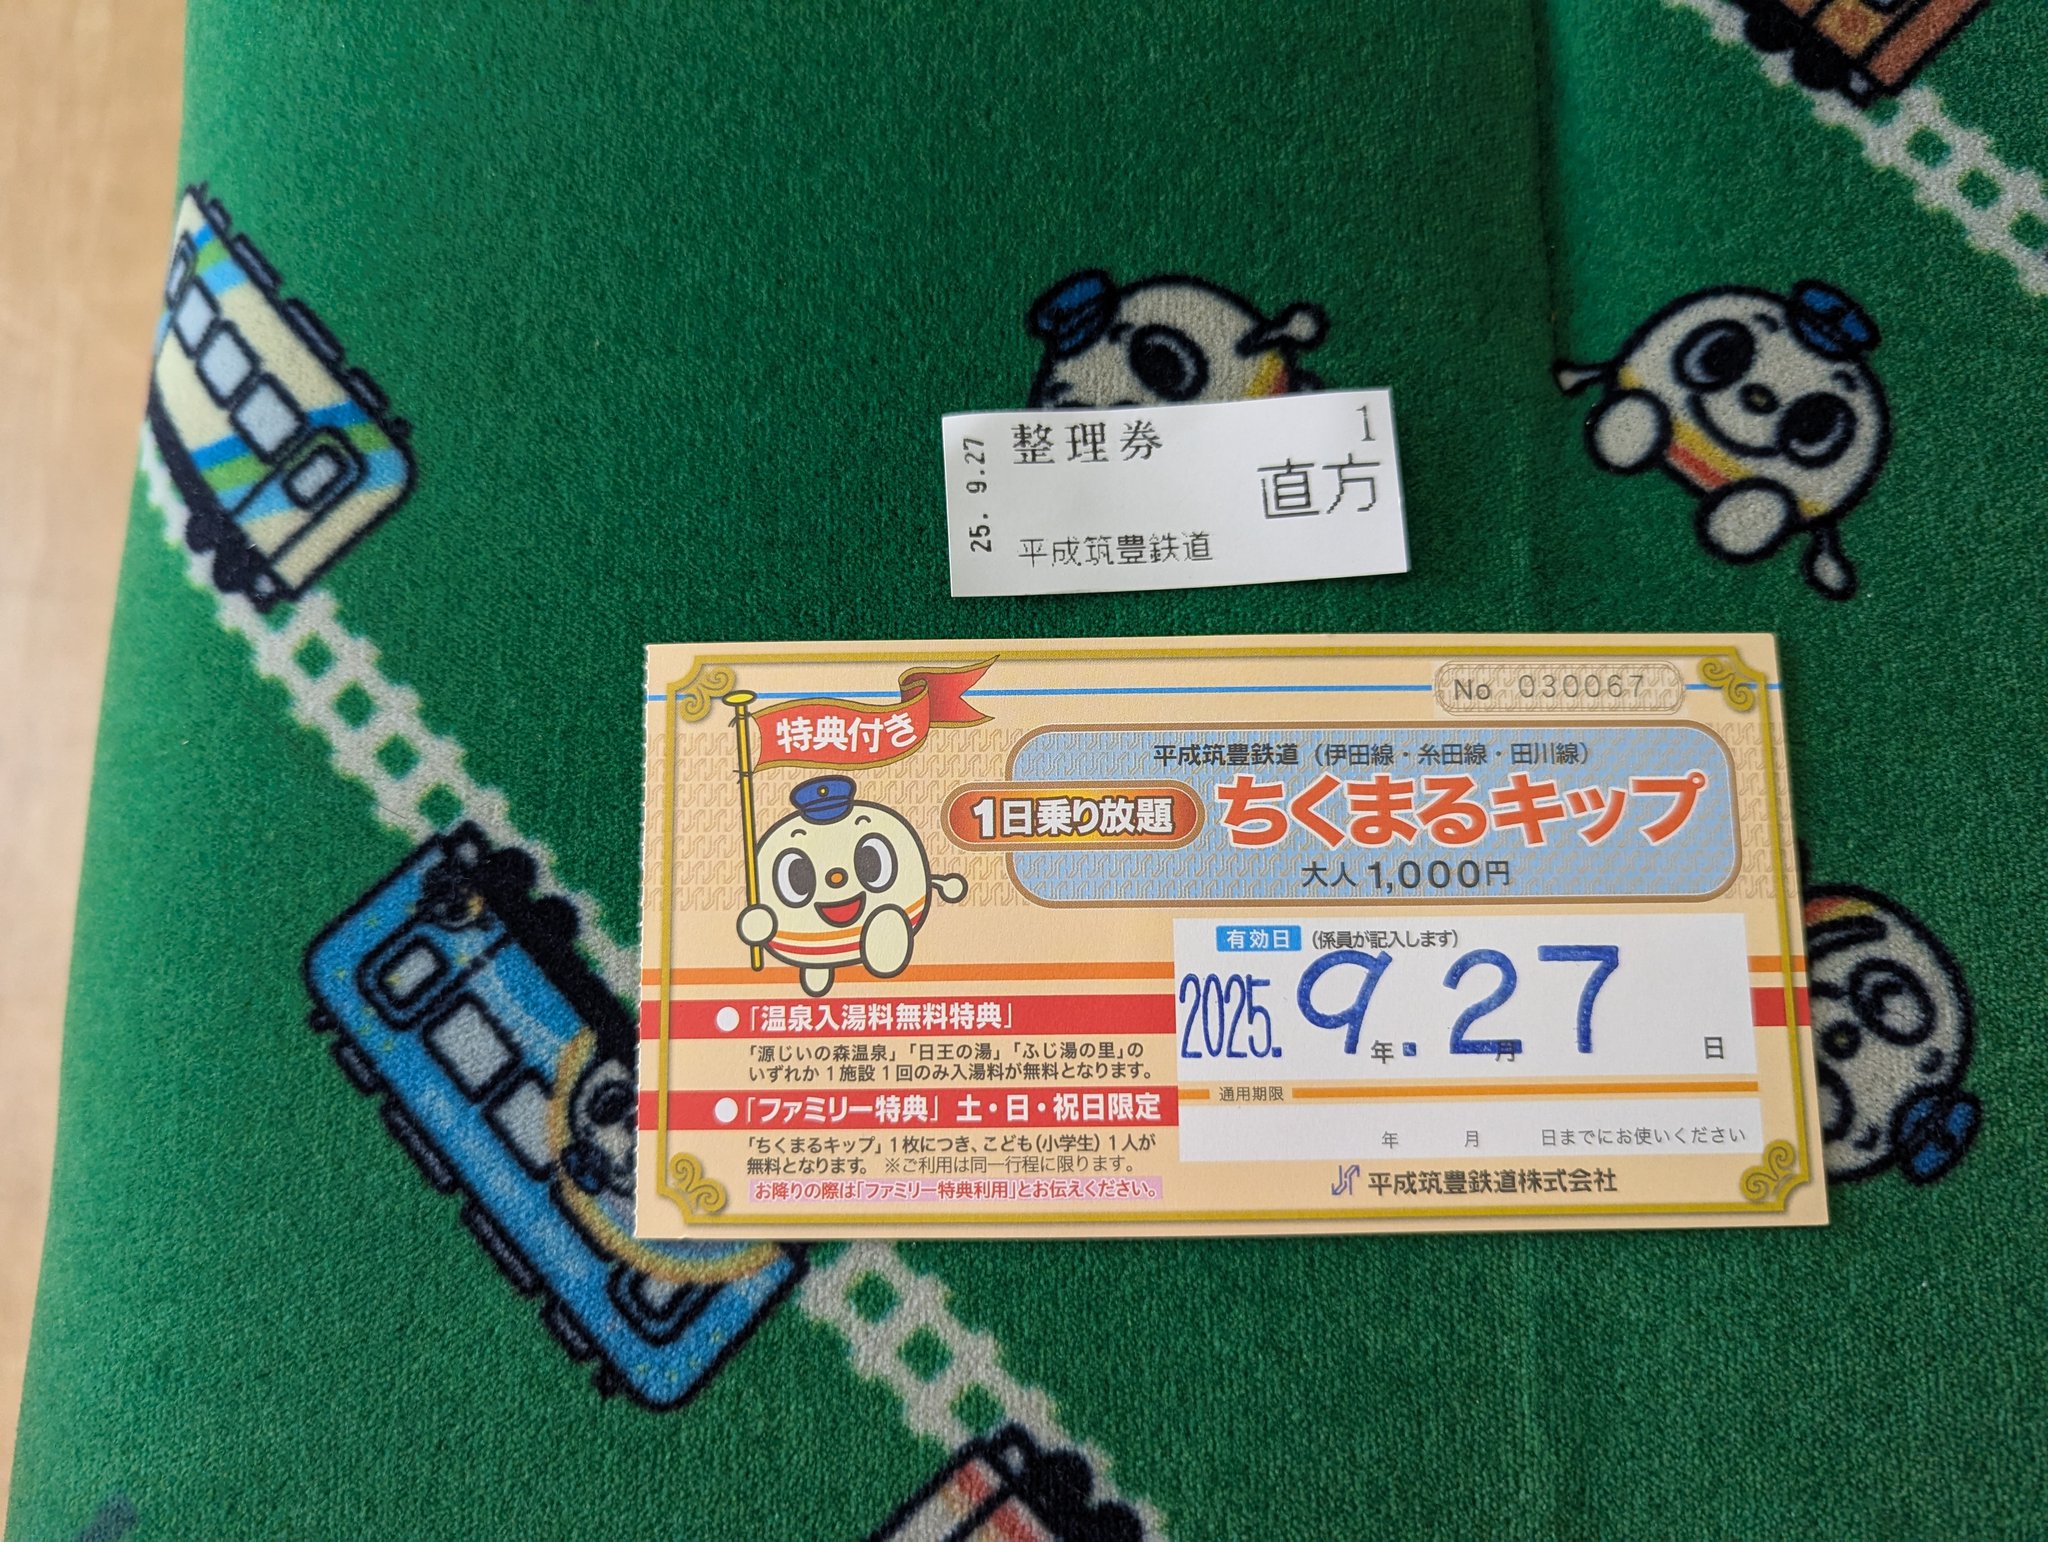 25. 9.27
整理券
1
直方
平成筑豊鉄道
No 030067
特典付き
平成筑豊鉄道（伊田線・糸田線・田川線）
1日乗り放題
ちくまるキップ
大人1,000円
有効日 (係員が記入します)
2025. 9年. 2月7 日
●「温泉入湯料無料特典」
「源じいの森温泉」「日王の湯」「ふじ湯の里」の
いずれか1施設1回のみ入湯料が無料となります。
●「ファミリー特典」土・日・祝日限定
「ちくまるキップ」1枚につき、こども(小学生)1人が
無料となります。 ※ご利用は同一行程に限ります。
お降りの際は「ファミリー特典利用」とお伝えください。
通用期限
年 月 日までにお使いください
平成筑豊鉄道株式会社